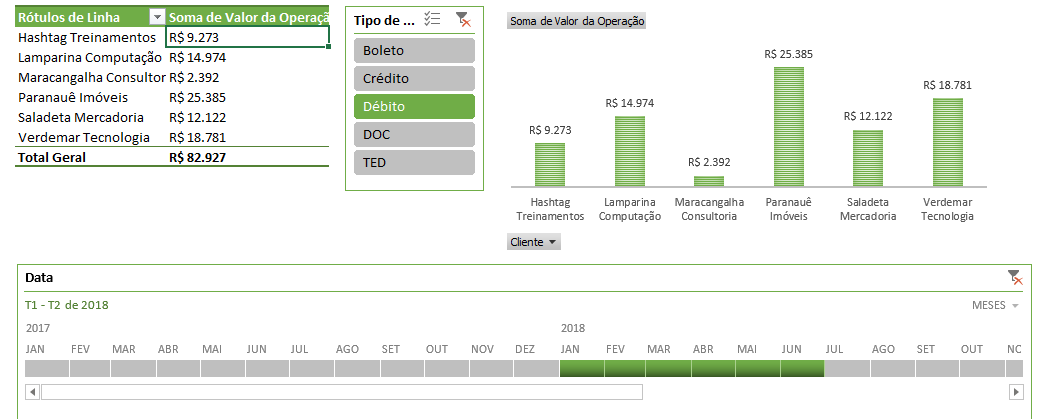 Rótulos de Linha Soma de Valor da Operaçã
Hashtag Treinamentos R$ 9.273
Lamparina Computação R$ 14.974
Maracangalha Consultor R$ 2.392
Paranauê Imóveis R$ 25.385
Saladeta Mercadoria R$ 12.122
Verdemar Tecnologia R$ 18.781
Total Geral R$ 82.927
Tipo de ...
Boleto
Crédito
Débito
DOC
TED
Soma de Valor da Operação
R$ 9.273
R$ 14.974
R$ 2.392
R$ 25.385
R$ 12.122
R$ 18.781
Hashtag
Treinamentos
Lamparina
Computação
Maracangalha
Consultoria
Paranauê
Imóveis
Saladeta
Mercadoria
Verdemar
Tecnologia
Cliente
Data
T1 - T2 de 2018 MESES
2017 2018
JAN FEV MAR ABR MAI JUN JUL AGO SET OUT NOV DEZ JAN FEV MAR ABR MAI JUN JUL AGO SET OUT NC